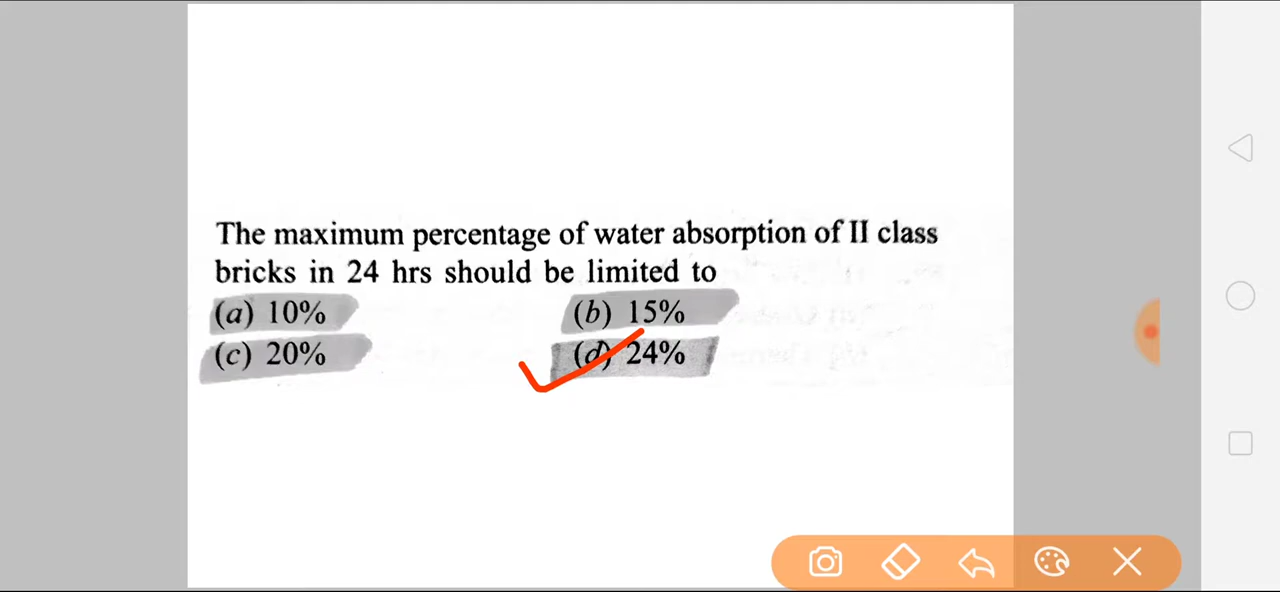 The maximum percentage of water absorption of II class
bricks in 24 hrs should be limited to
(a) 10% (b) 15%
(c) 20% (d) 24%